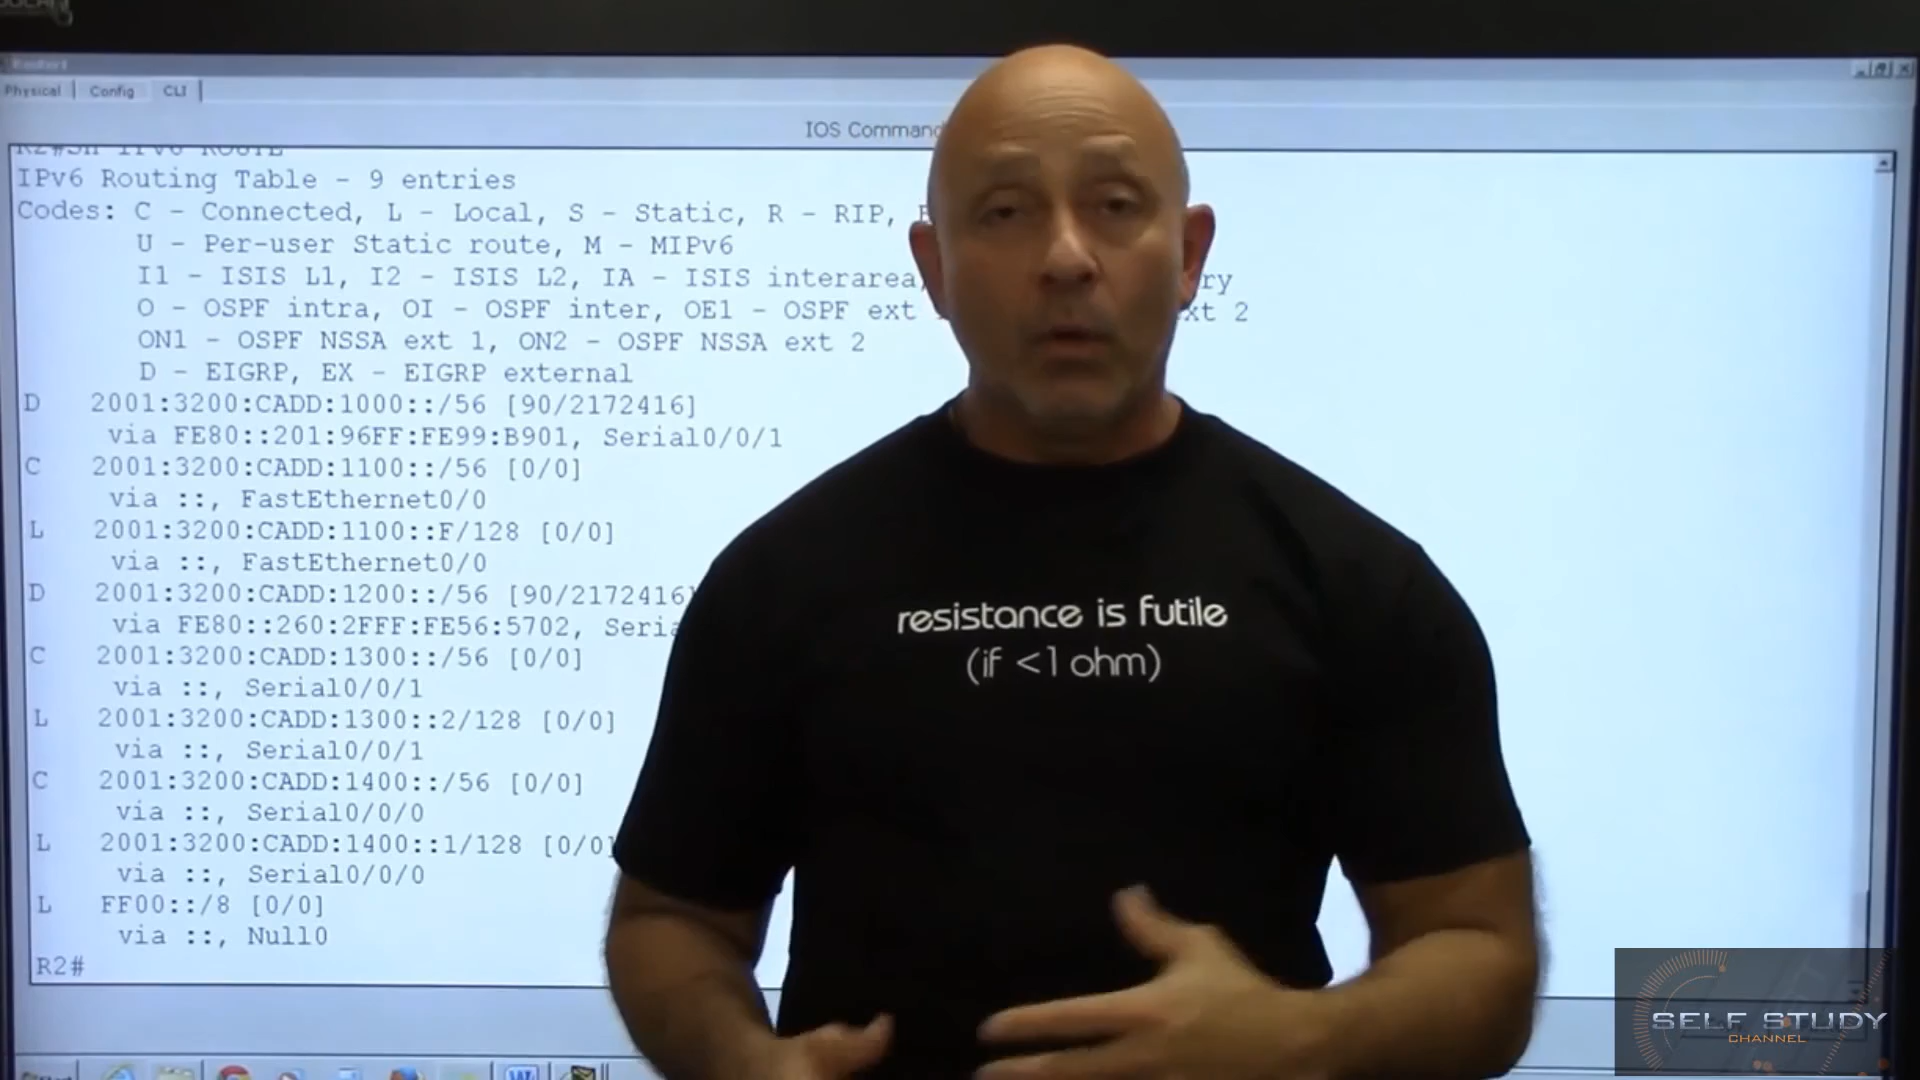 Physical
Config
CLI
IOS Command
R2#SH IPV6 ROUTE
IPv6 Routing Table - 9 entries
Codes: C - Connected, L - Local, S - Static, R - RIP,
U - Per-user Static route, M - MIPv6
I1 - ISIS L1, I2 - ISIS L2, IA - ISIS interarea, ry
O - OSPF intra, OI - OSPF inter, OE1 - OSPF ext xt 2
ON1 - OSPF NSSA ext 1, ON2 - OSPF NSSA ext 2
D - EIGRP, EX - EIGRP external
D 2001:3200:CADD:1000::/56 [90/2172416]
via FE80::201:96FF:FE99:B901, Serial0/0/1
C 2001:3200:CADD:1100::/56 [0/0]
via ::, FastEthernet0/0
L 2001:3200:CADD:1100::F/128 [0/0]
via ::, FastEthernet0/0
D 2001:3200:CADD:1200::/56 [90/2172416]
via FE80::260:2FFF:FE56:5702, Seria
C 2001:3200:CADD:1300::/56 [0/0]
via ::, Serial0/0/1
L 2001:3200:CADD:1300::2/128 [0/0]
via ::, Serial0/0/1
C 2001:3200:CADD:1400::/56 [0/0]
via ::, Serial0/0/0
L 2001:3200:CADD:1400::1/128 [0/0]
via ::, Serial0/0/0
L FF00::/8 [0/0]
via ::, Null0
R2#
resistance is futile
(if <1 ohm)
SELF STUDY
CHANNEL